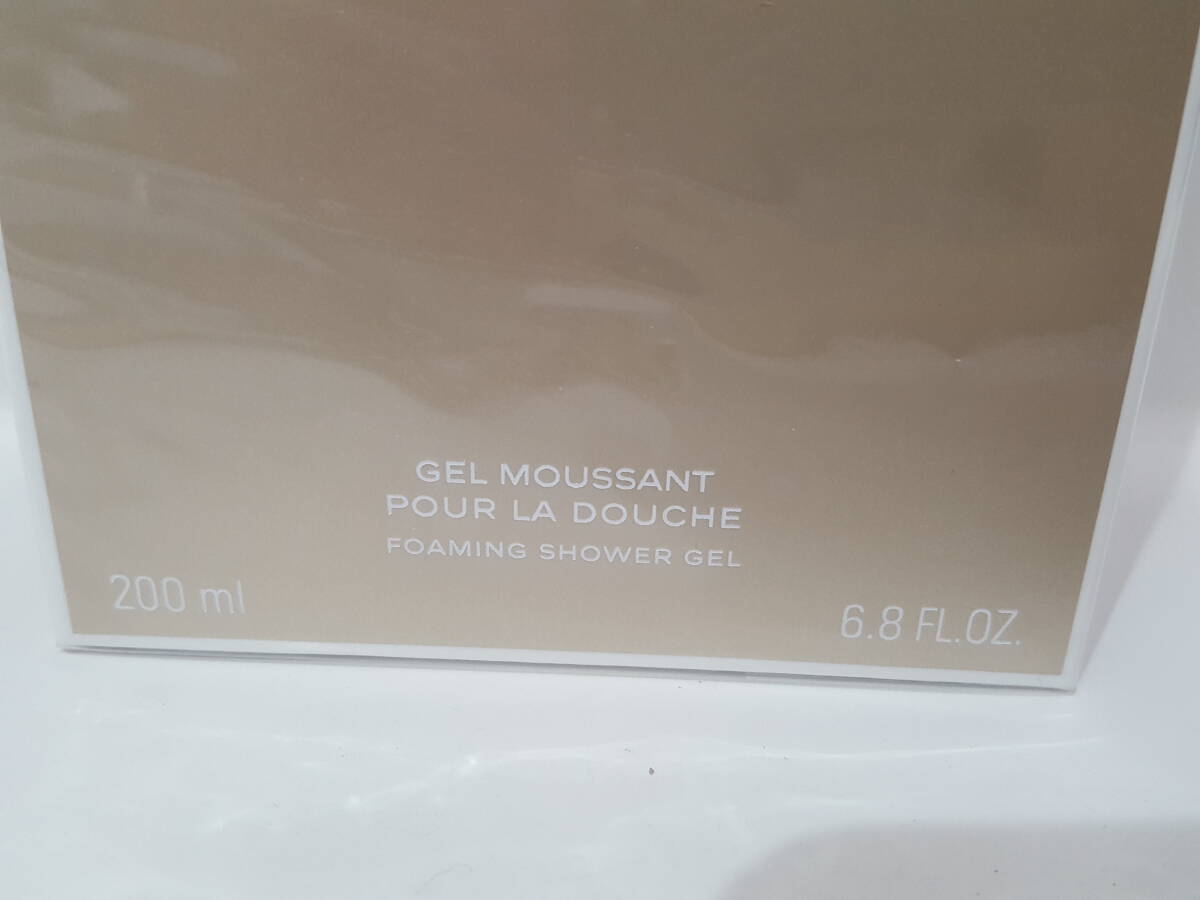 GEL MOUSSANT
POUR LA DOUCHE
FOAMING SHOWER GEL
200 ml
6.8 FL.OZ.